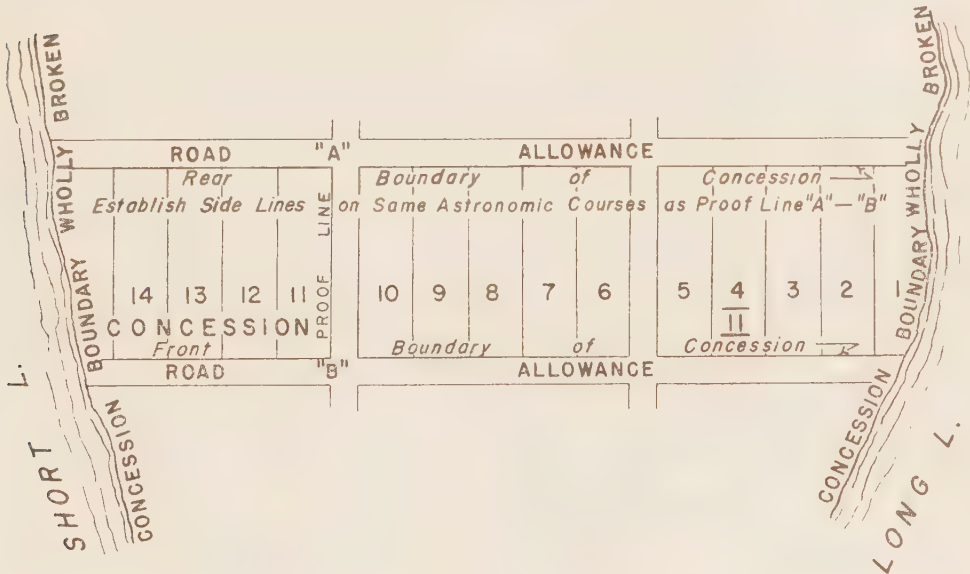 BOUNDARY WHOLLY BROKEN
ROAD "A" ALLOWANCE
Rear Boundary of Concession
Establish Side Lines on Same Astronomic Courses as Proof Line "A"—"B"
PROOF LINE
14 13 12 11 10 9 8 7 6 5 4 3 2 1
II
CONCESSION
Front Boundary of Concession
ROAD "B" ALLOWANCE
CONCESSION
SHORT L.
CONCESSION BOUNDARY WHOLLY BROKEN
LONG L.